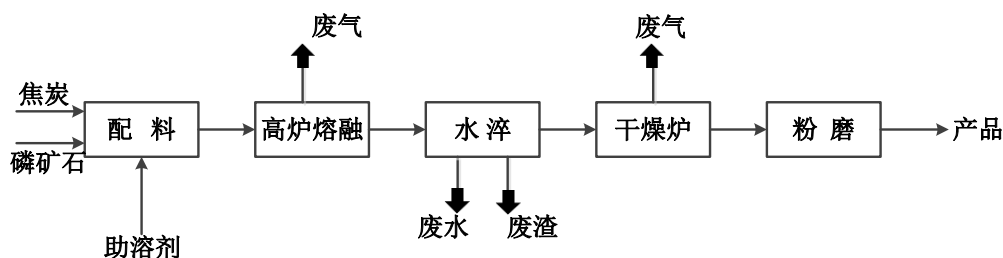 废气
废气
焦炭
磷矿石
配 料
高炉熔融
水 淬
干燥炉
粉 磨
产品
废水
废渣
助溶剂